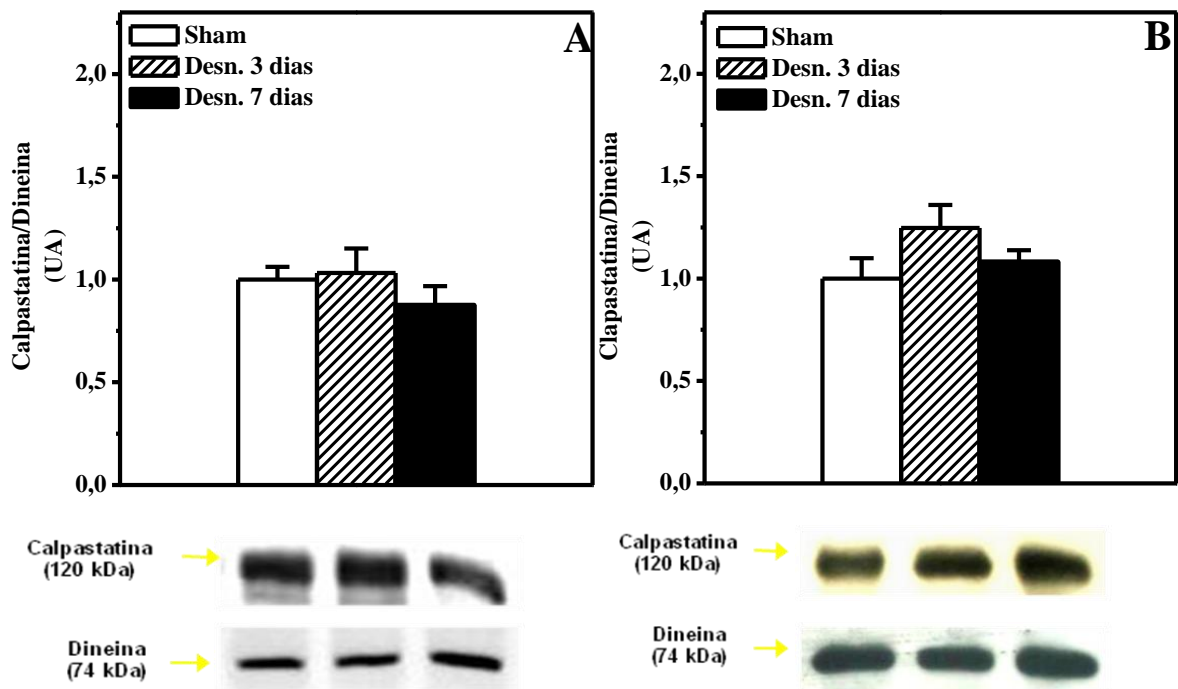 A
Sham
Desn. 3 dias
Desn. 7 dias
Calpastatina/Dineina
(UA)
2,0
1,5
1,0
0,5
0,0
Calpastatina
(120 kDa)
Dineina
(74 kDa)
B
Sham
Desn. 3 dias
Desn. 7 dias
Clapastatina/Dineina
(UA)
2,0
1,5
1,0
0,5
0,0
Calpastatina
(120 kDa)
Dineina
(74 kDa)